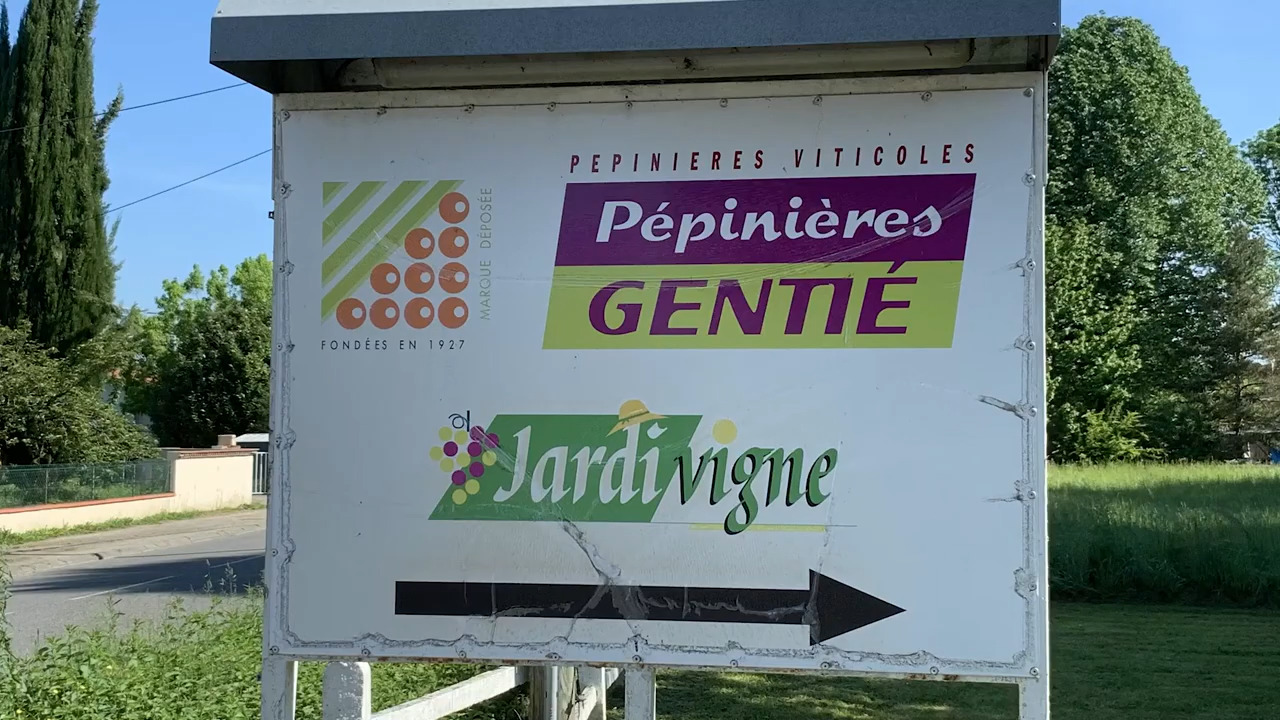 PEPINIERES VITICOLES
Pépinières
GENTIÉ
MARQUE DÉPOSÉE
FONDÉES EN 1927
Jardivigne